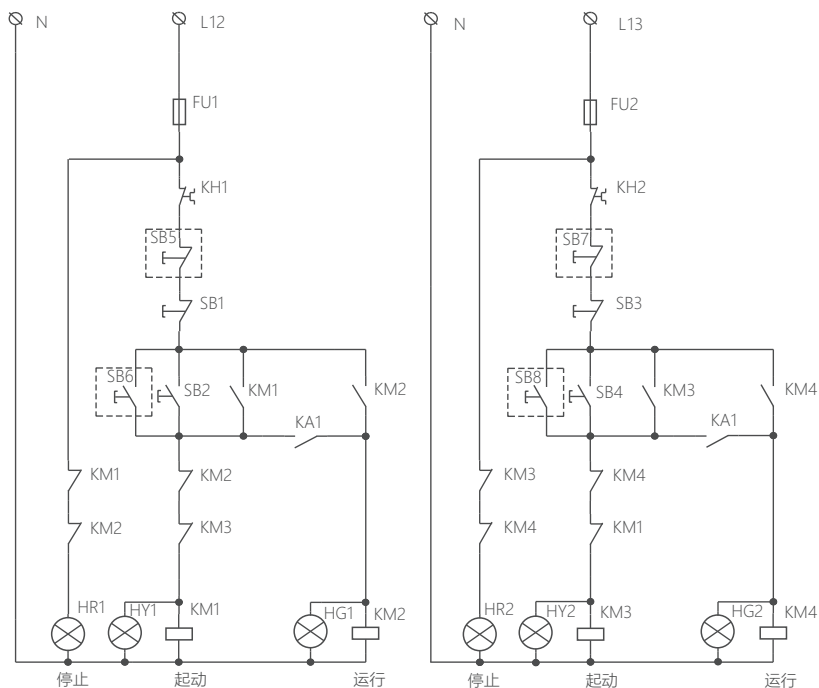 N
L12
N
L13
FU1
FU2
KH1
KH2
SB5
SB7
SB1
SB3
SB6
SB2
KM1
KM2
SB8
SB4
KM3
KM4
KA1
KA1
KM1
KM2
KM3
KM4
KM2
KM3
KM4
KM1
HR1
HY1
KM1
HG1
KM2
HR2
HY2
KM3
HG2
KM4
停止
起动
运行
停止
起动
运行